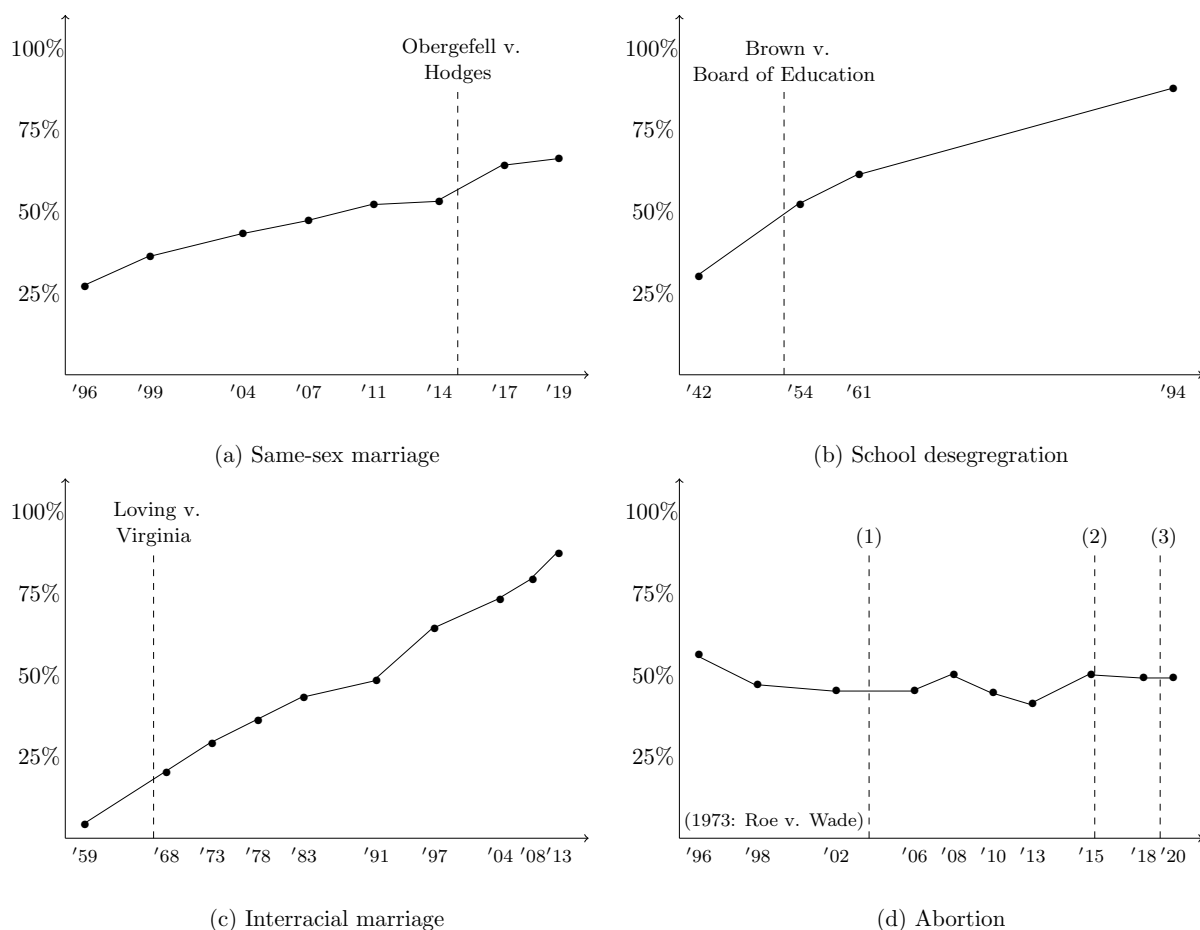 100%
75%
50%
25%
Obergefell v.
Hodges
′96 ′99 ′04 ′07 ′11 ′14 ′17 ′19
(a) Same-sex marriage
100%
75%
50%
25%
Brown v.
Board of Education
′42 ′54 ′61 ′94
(b) School desegregration
100%
75%
50%
25%
Loving v.
Virginia
′59 ′68 ′73 ′78 ′83 ′91 ′97 ′04 ′08 ′13
(c) Interracial marriage
100%
75%
50%
25%
(1) (2) (3)
(1973: Roe v. Wade)
′96 ′98 ′02 ′06 ′08 ′10 ′13 ′15 ′18 ′20
(d) Abortion